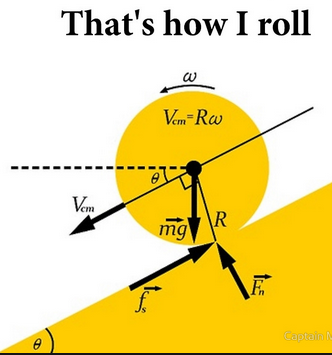 That's how I roll
ω
Vcm=Rω
θ
Vcm
mg
R
fs
Fn
θ